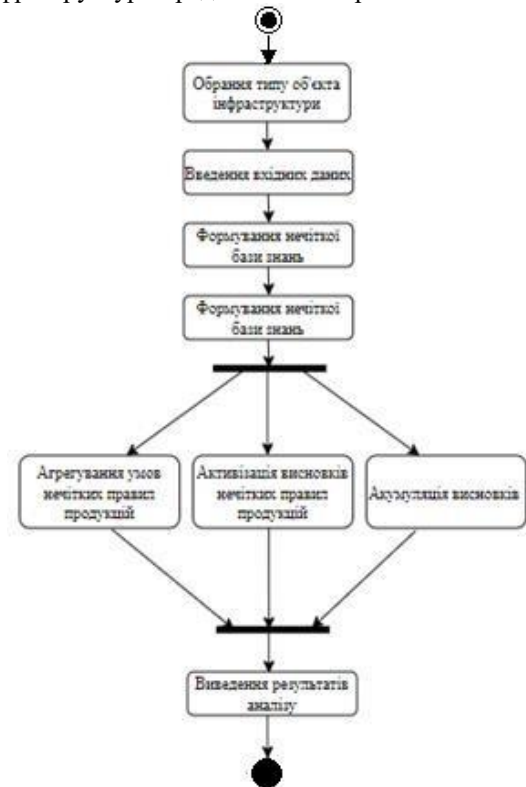 Обрання типу об'єкта
інфраструктури
Введення вхідних даних
Формування нечіткої
бази знань
Формування нечіткої
бази знань
Агрегування умов
нечітких правил
продукцій
Активізація висновків
нечітких правил
продукцій
Акумуляція висновків
Виведення результатів
аналізу